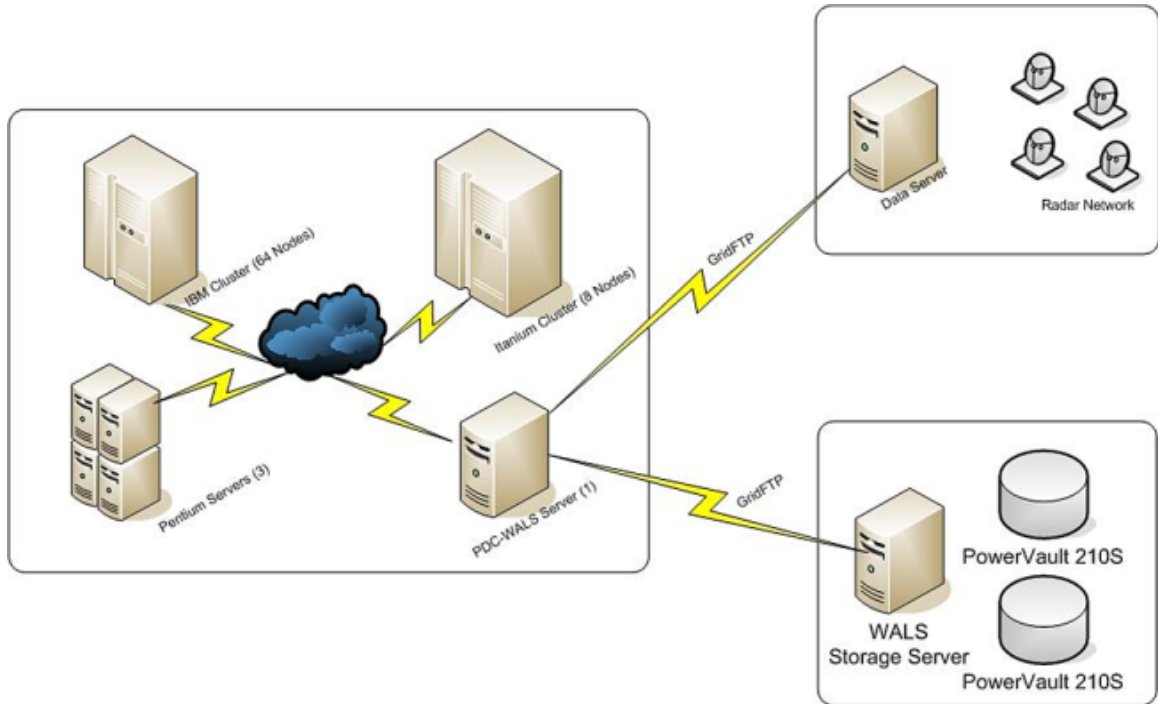 IBM Cluster (64 Nodes)
Itanium Cluster (8 Nodes)
Pentium Servers (3)
PDC-WALS Server (1)
GridFTP
GridFTP
Data Server
Radar Network
WALS
Storage Server
PowerVault 210S
PowerVault 210S